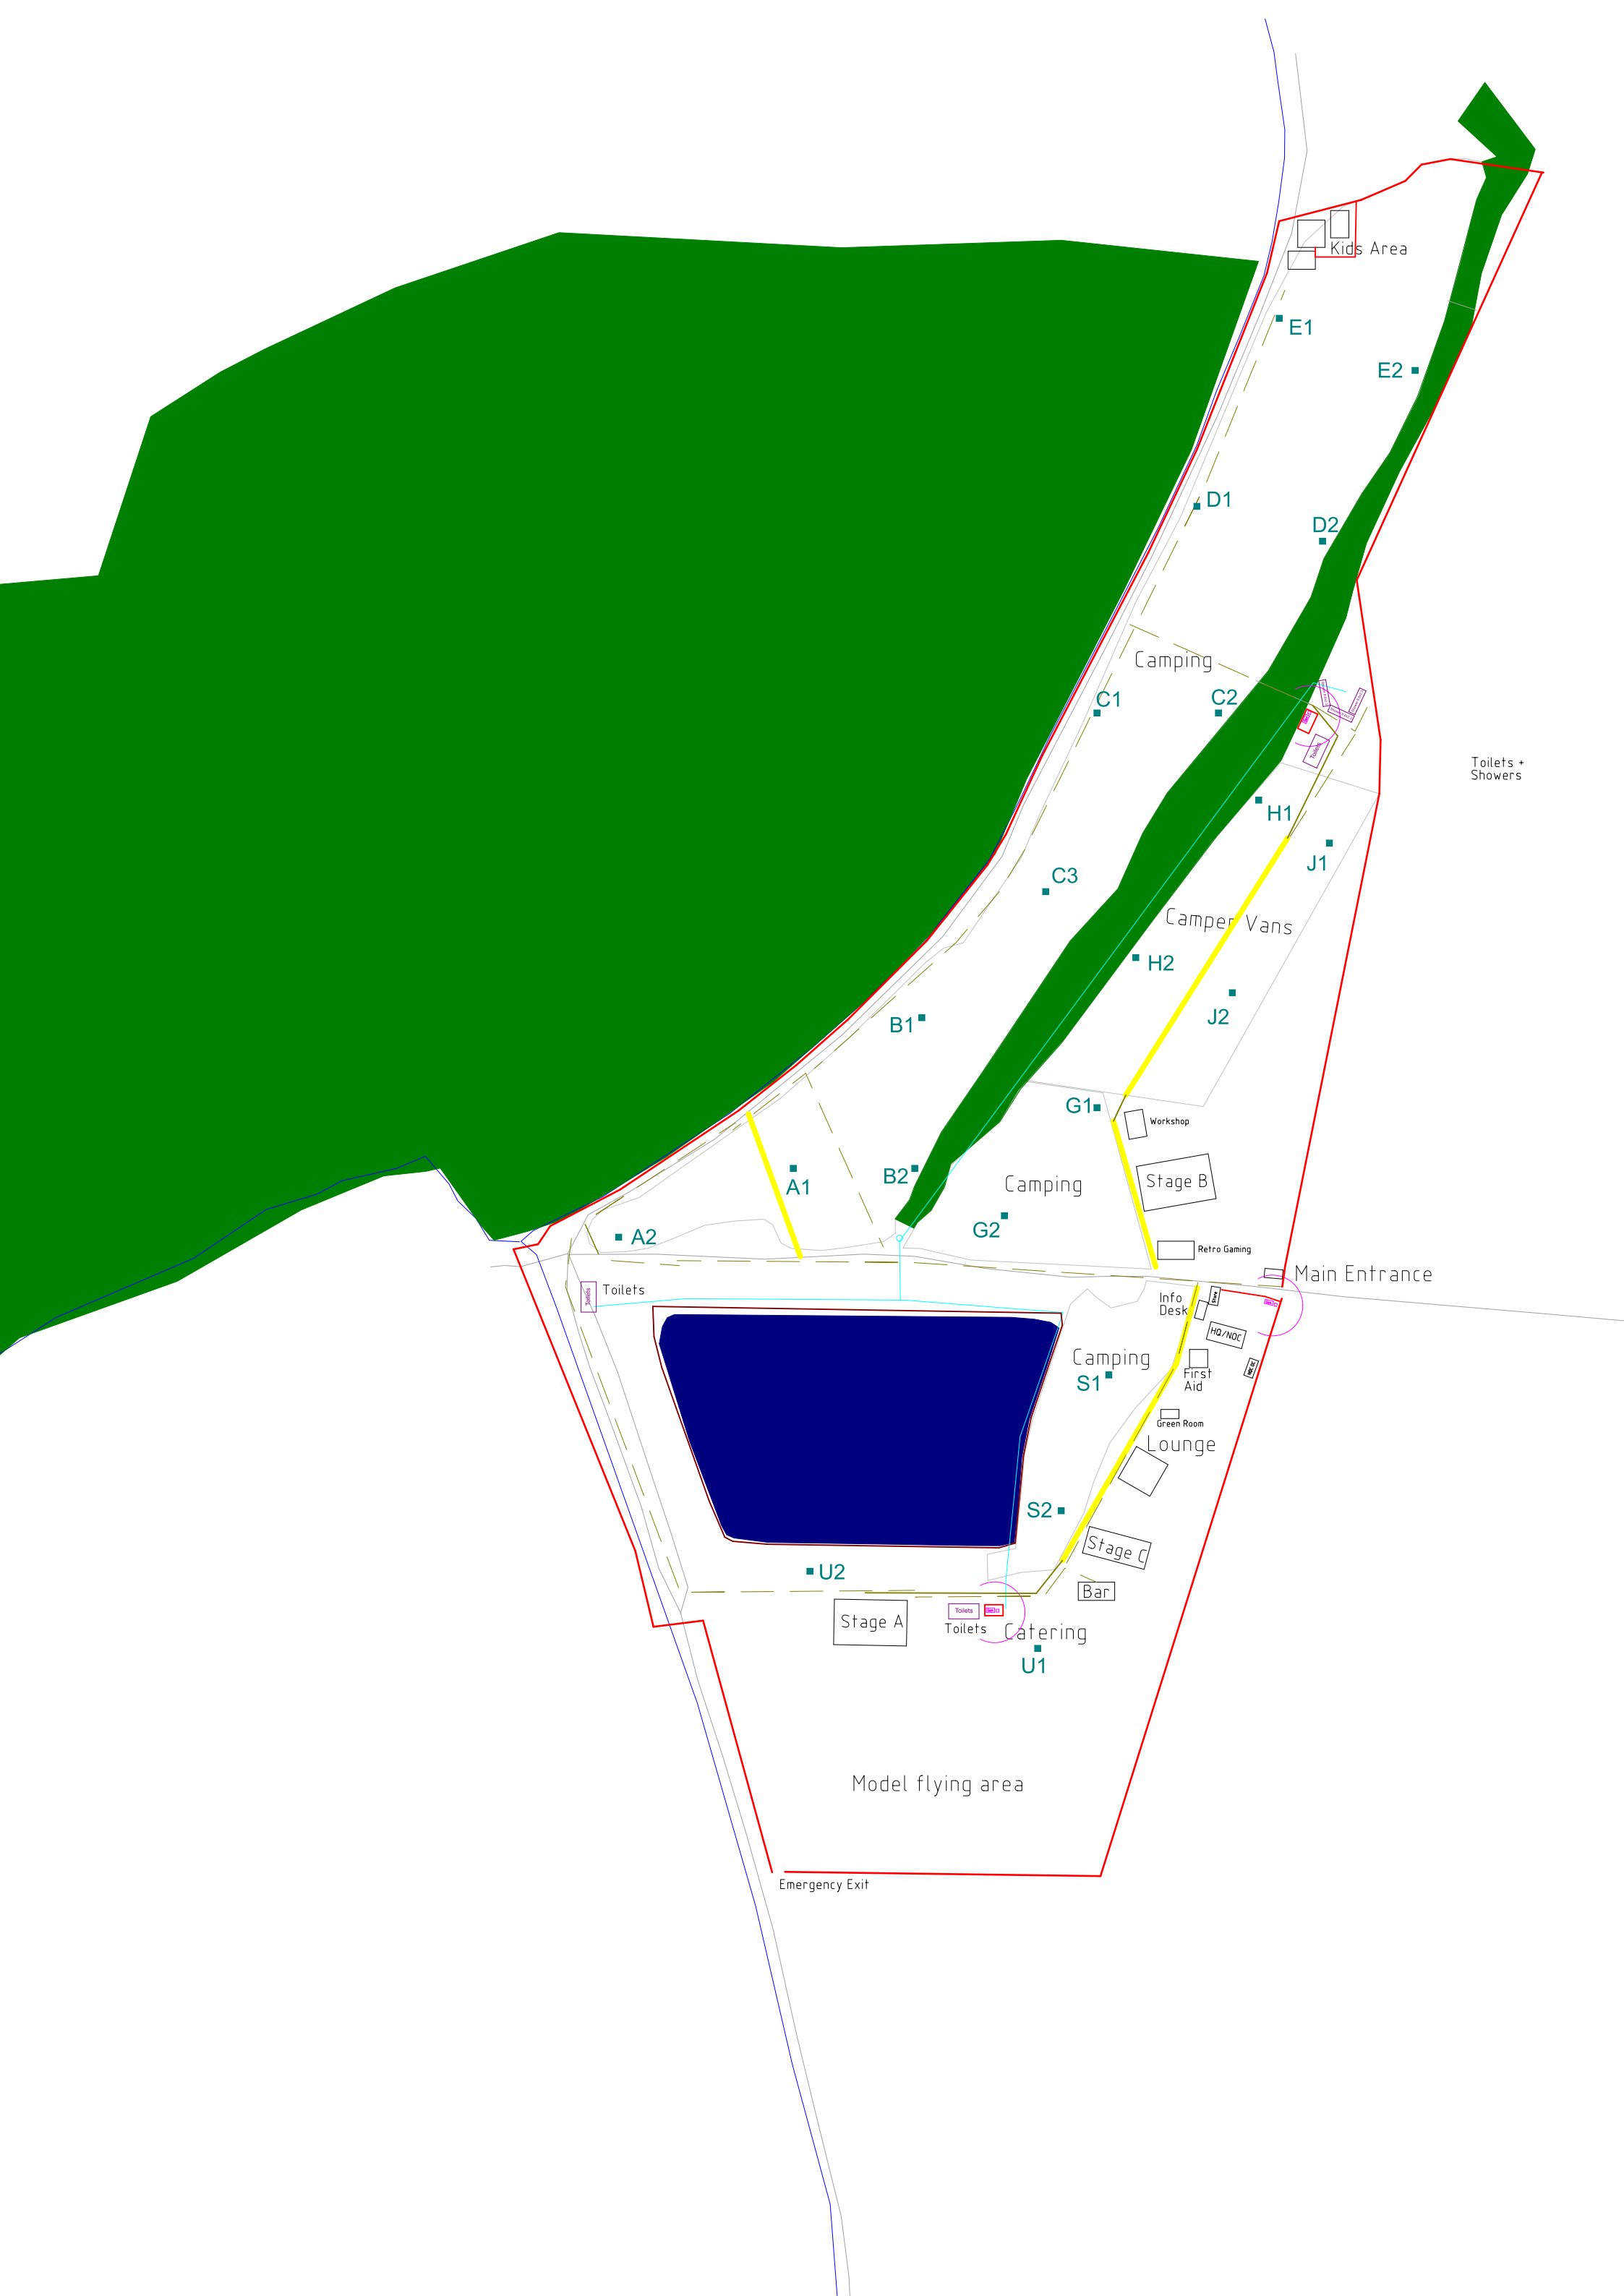 Kids Area
E1
E2
D1
D2
Camping
C1
C2
Toilets
Toilets +
Showers
H1
J1
C3
Camper Vans
H2
J2
B1
G1
Workshop
A1
B2
Camping
Stage B
G2
A2
Retro Gaming
Main Entrance
Toilets
Toilets
Info
Desk
HQ/NOC
Camping
First
Aid
S1
Green Room
Lounge
S2
Stage C
U2
Bar
Stage A
Toilets
Toilets
Catering
U1
Model flying area
Emergency Exit